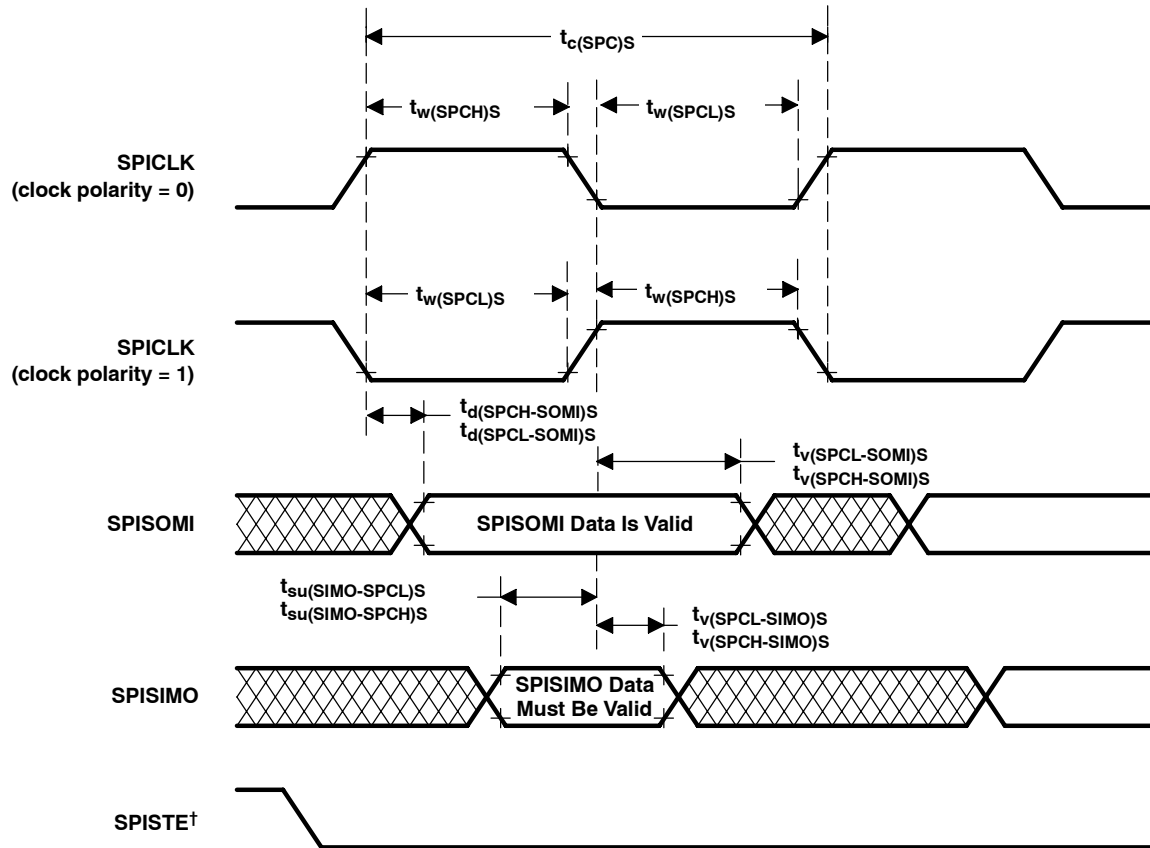 tc(SPC)S
tw(SPCH)S
tw(SPCL)S
SPICLK
(clock polarity = 0)
tw(SPCL)S
tw(SPCH)S
SPICLK
(clock polarity = 1)
td(SPCH-SOMI)S
td(SPCL-SOMI)S
tv(SPCL-SOMI)S
tv(SPCH-SOMI)S
SPISOMI
SPISOMI Data Is Valid
tsu(SIMO-SPCL)S
tsu(SIMO-SPCH)S
tv(SPCL-SIMO)S
tv(SPCH-SIMO)S
SPISIMO
SPISIMO Data
Must Be Valid
SPISTE†